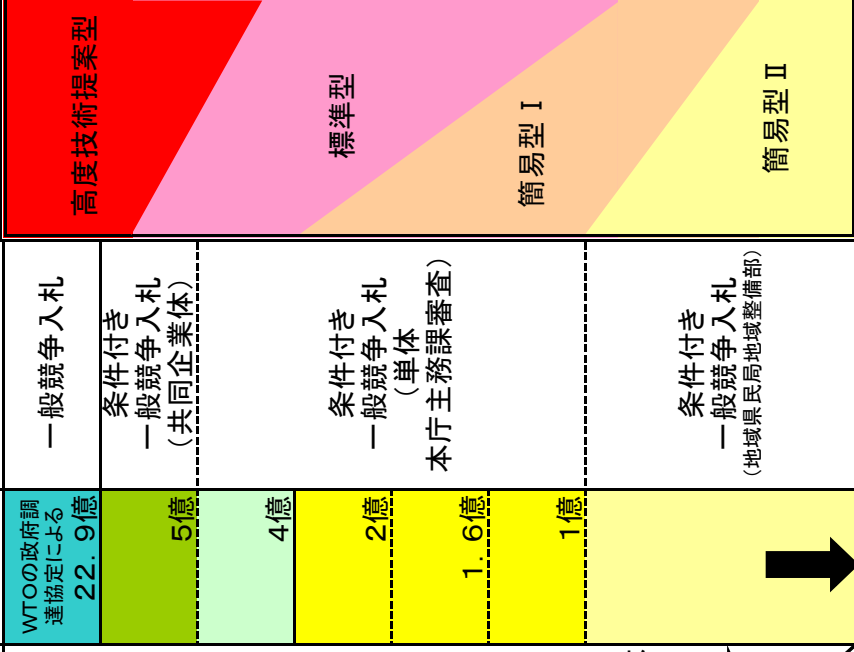 高度技術提案型
標準型
簡易型Ⅰ
簡易型Ⅱ
一般競争入札
条件付き
一般競争入札
（共同企業体）
条件付き
一般競争入札
（単体）
本庁主務課審査）
条件付き
一般競争入札
（地域県民局地域整備部）
WTOの政府調
達協定による
22．9億
5億
4億
2億
1．6億
1億